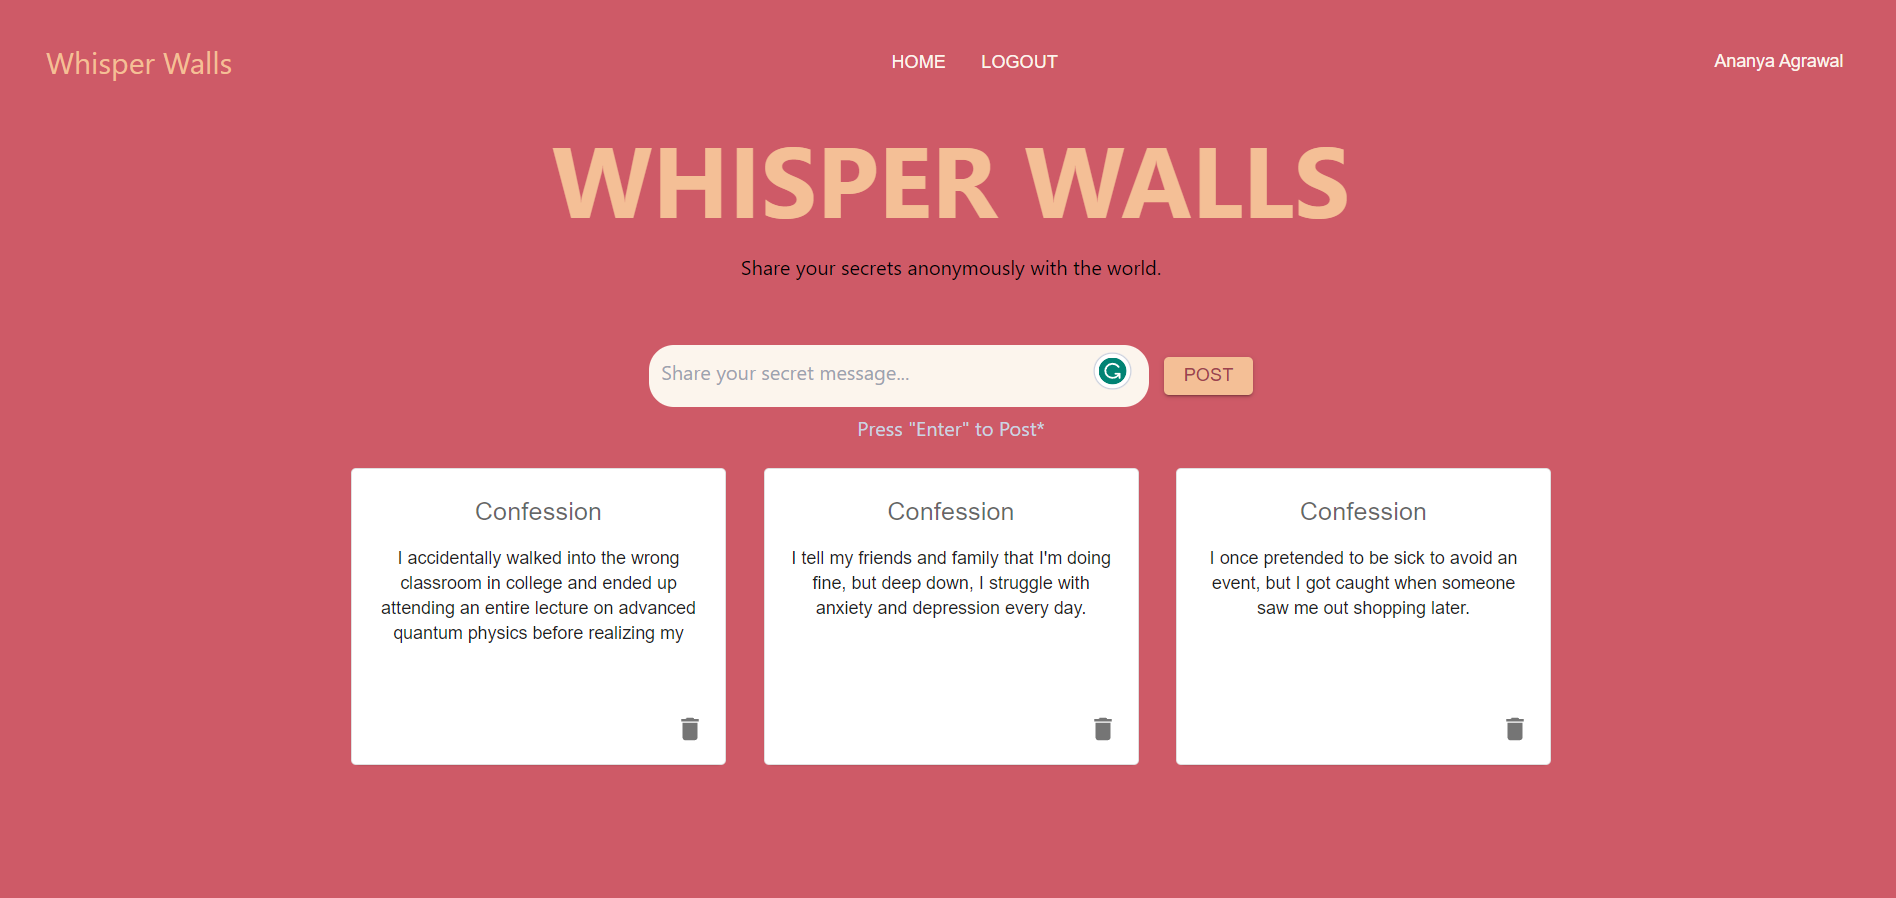 Whisper Walls
HOME
LOGOUT
Ananya Agrawal
WHISPER WALLS
Share your secrets anonymously with the world.
Share your secret message...
POST
Press "Enter" to Post*
Confession
I accidentally walked into the wrong
classroom in college and ended up
attending an entire lecture on advanced
quantum physics before realizing my
Confession
I tell my friends and family that I'm doing
fine, but deep down, I struggle with
anxiety and depression every day.
Confession
I once pretended to be sick to avoid an
event, but I got caught when someone
saw me out shopping later.